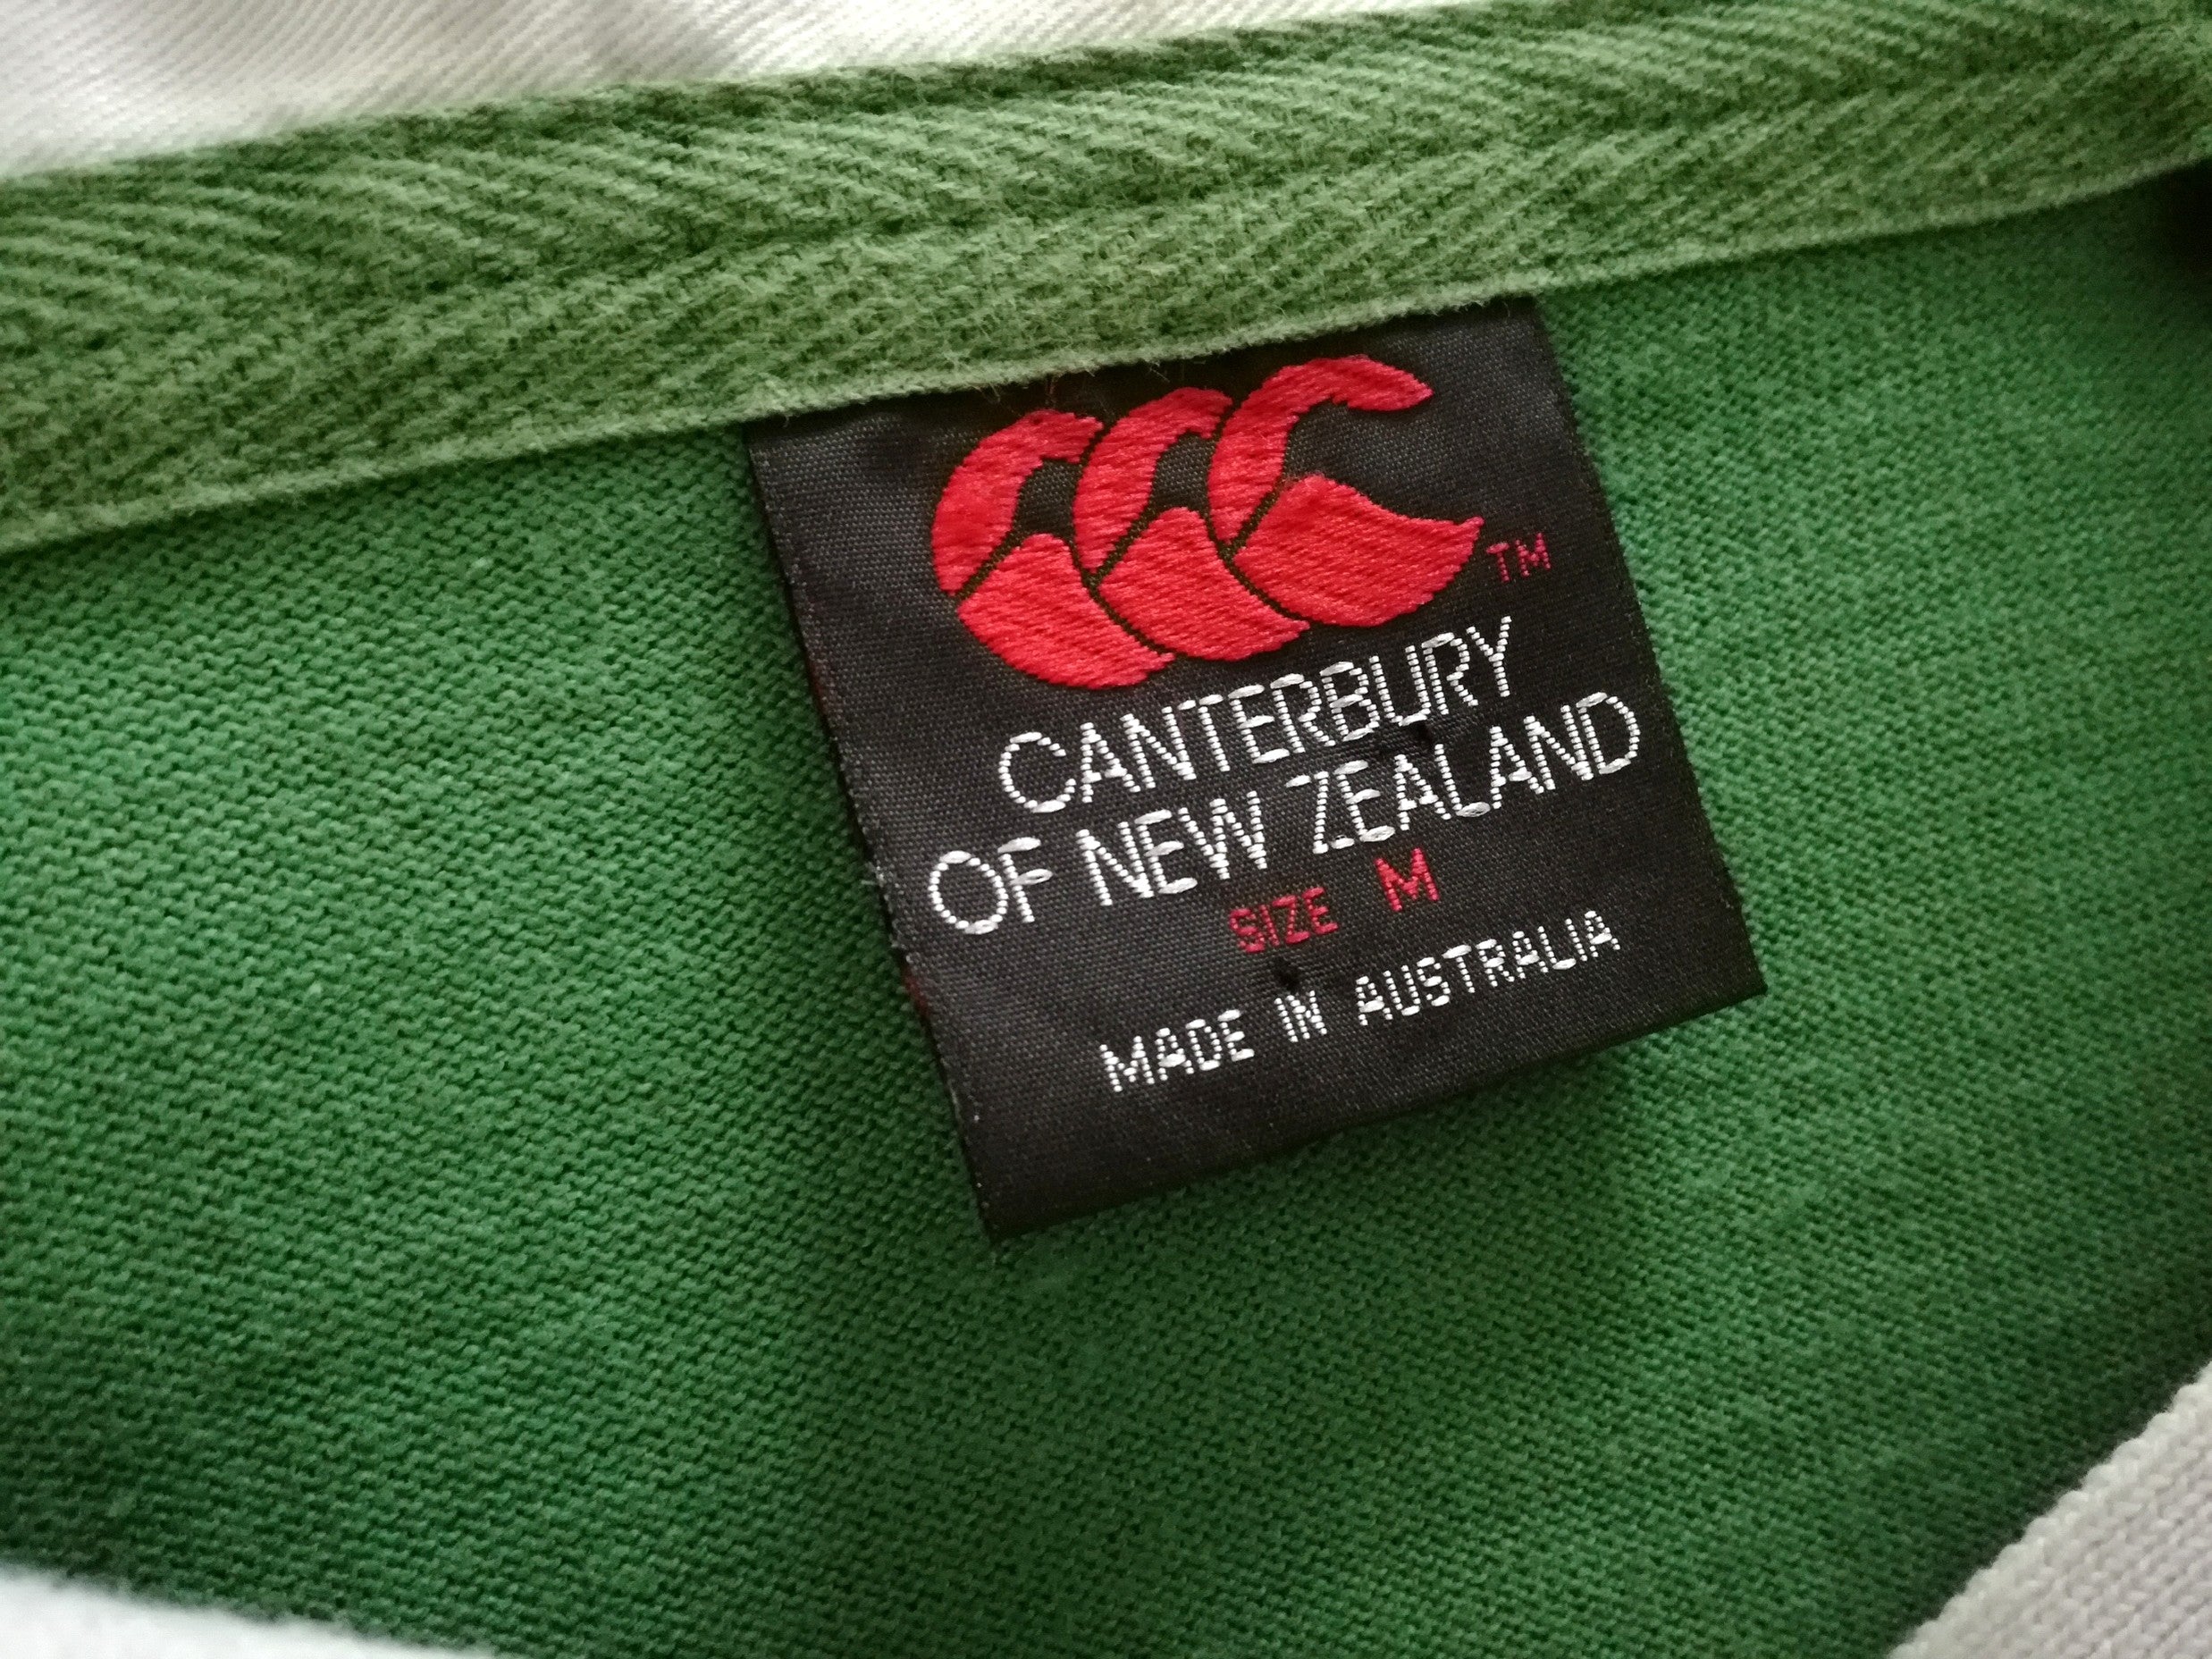 TM
CANTERBURY
OF NEW ZEALAND
SIZE M
MADE IN AUSTRALIA